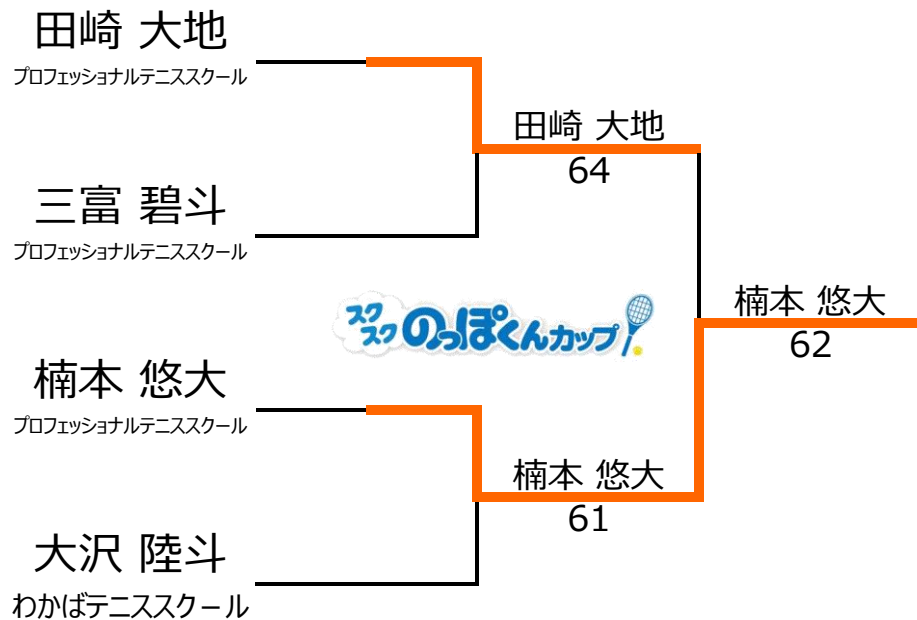 田崎 大地
プロフェッショナルテニススクール
田崎 大地
64
三富 碧斗
プロフェッショナルテニススクール
スクスク のっぽくんカップ
楠本 悠大
62
楠本 悠大
プロフェッショナルテニススクール
楠本 悠大
61
大沢 陸斗
わかばテニススクール